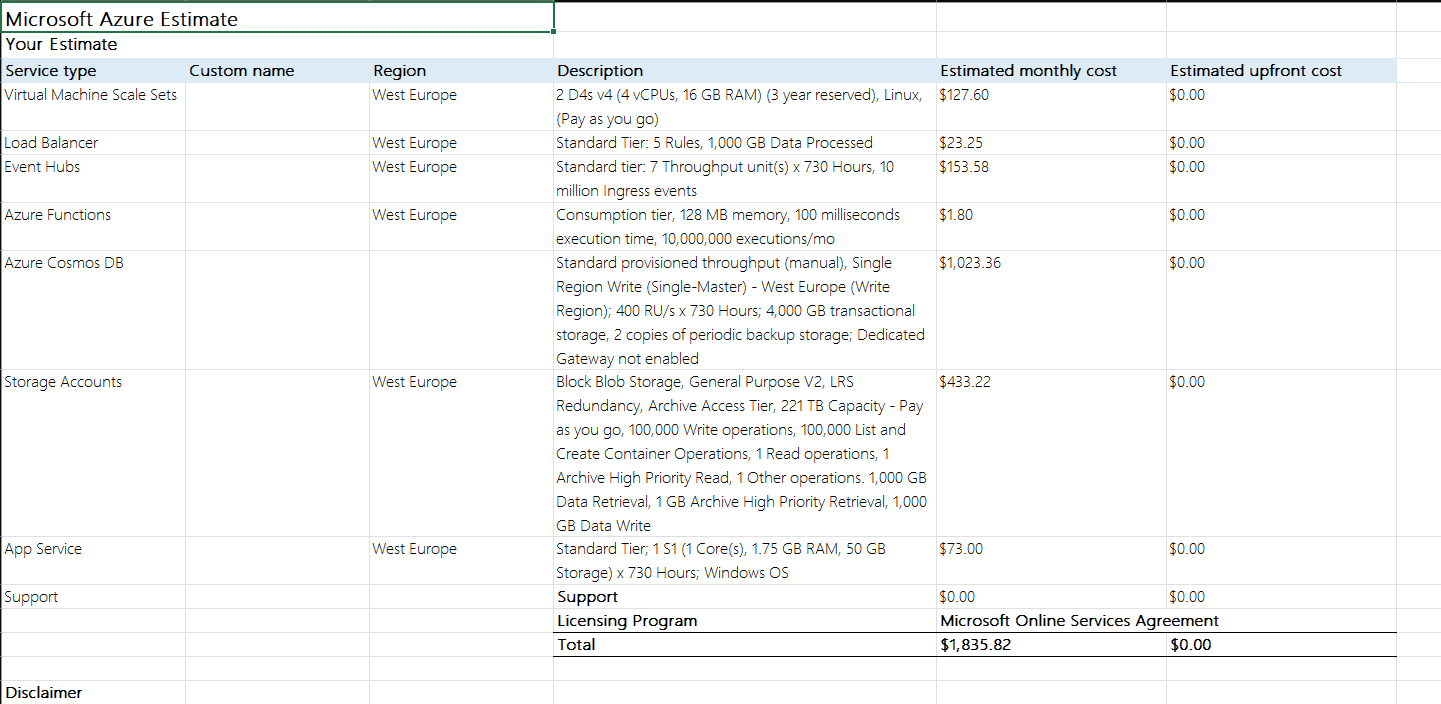 Microsoft Azure Estimate
Your Estimate
Service type Custom name Region Description Estimated monthly cost Estimated upfront cost
Virtual Machine Scale Sets West Europe 2 D4s v4 (4 vCPUs, 16 GB RAM) (3 year reserved), Linux, $127.60 $0.00
(Pay as you go)
Load Balancer West Europe Standard Tier: 5 Rules, 1,000 GB Data Processed $23.25 $0.00
Event Hubs West Europe Standard tier: 7 Throughput unit(s) x 730 Hours, 10 $153.58 $0.00
million Ingress events
Azure Functions West Europe Consumption tier, 128 MB memory, 100 milliseconds $1.80 $0.00
execution time, 10,000,000 executions/mo
Azure Cosmos DB Standard provisioned throughput (manual), Single $1,023.36 $0.00
Region Write (Single-Master) - West Europe (Write
Region); 400 RU/s x 730 Hours; 4,000 GB transactional
storage, 2 copies of periodic backup storage; Dedicated
Gateway not enabled
Storage Accounts West Europe Block Blob Storage, General Purpose V2, LRS $433.22 $0.00
Redundancy, Archive Access Tier, 221 TB Capacity - Pay
as you go, 100,000 Write operations, 100,000 List and
Create Container Operations, 1 Read operations, 1
Archive High Priority Read, 1 Other operations. 1,000 GB
Data Retrieval, 1 GB Archive High Priority Retrieval, 1,000
GB Data Write
App Service West Europe Standard Tier; 1 S1 (1 Core(s), 1.75 GB RAM, 50 GB $73.00 $0.00
Storage) x 730 Hours; Windows OS
Support Support $0.00 $0.00
Licensing Program Microsoft Online Services Agreement
Total $1,835.82 $0.00
Disclaimer